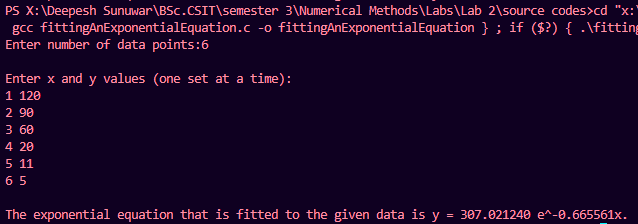 PS X:\Deepesh Sunuwar\BSc.CSIT\semester 3\Numerical Methods\Labs\Lab 2\source codes>cd "x:\
gcc fittingAnExponentialEquation.c -o fittingAnExponentialEquation } ; if ($?) { .\fitting
Enter number of data points:6
Enter x and y values (one set at a time):
1 120
2 90
3 60
4 20
5 11
6 5
The exponential equation that is fitted to the given data is y = 307.021240 e^-0.665561x.